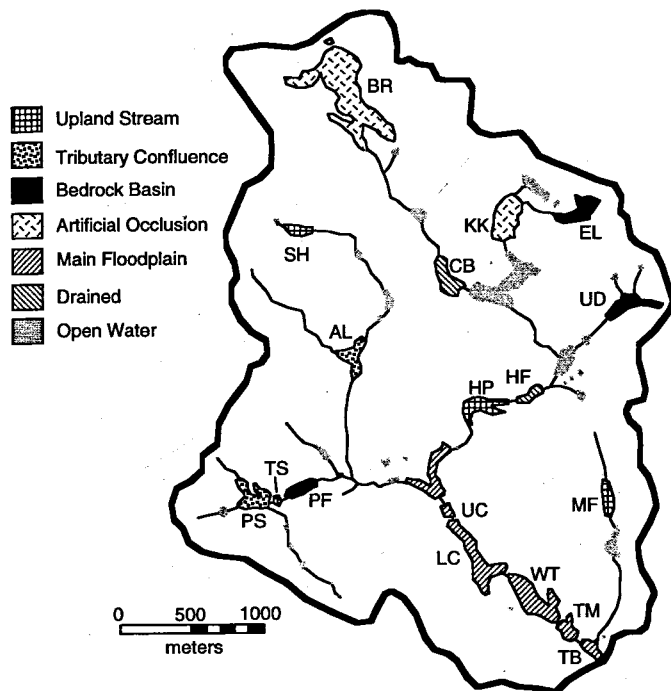 BR
Upland Stream
Tributary Confluence
Bedrock Basin
Artificial Occlusion
Main Floodplain
Drained
Open Water
KK
EL
SH
CB
UD
AL
HP
HF
TS
PF
PS
UC
MF
LC
WT
TM
TB
0 500 1000
meters